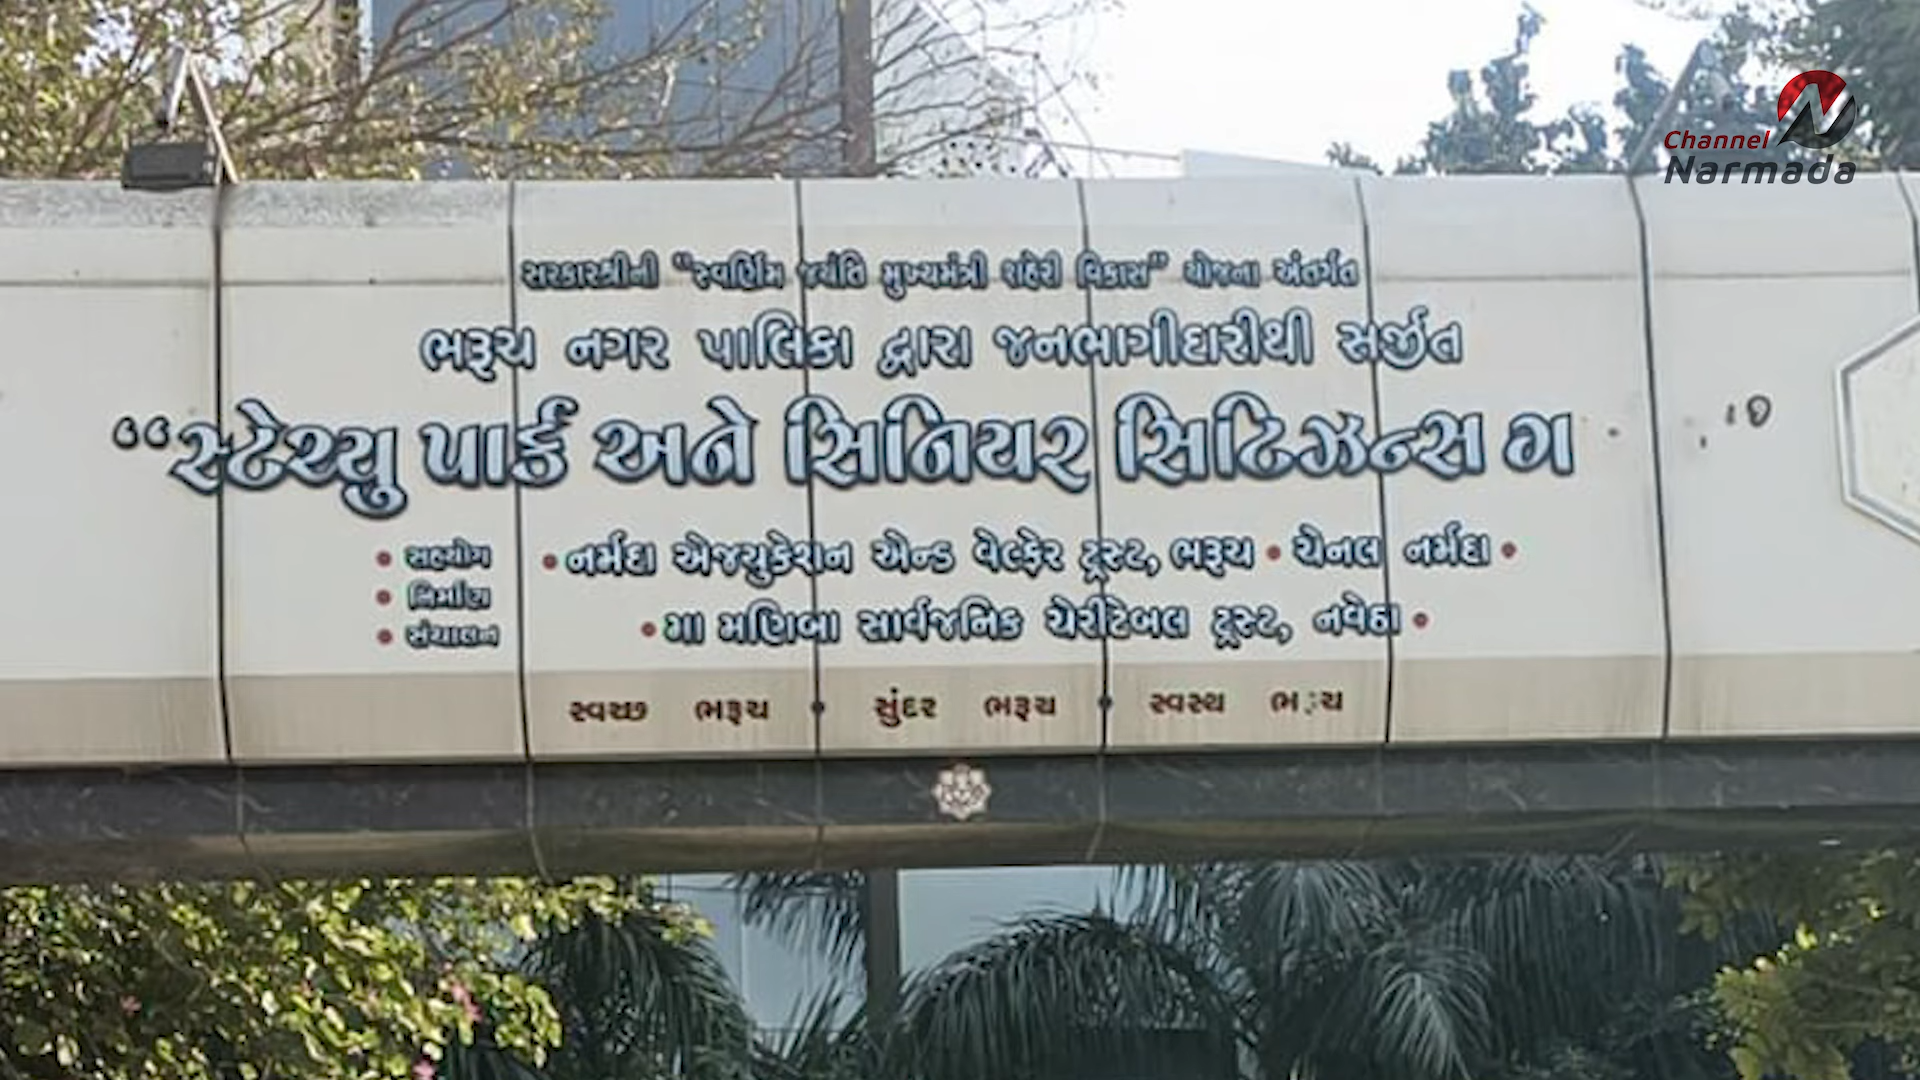 Channel
Narmada
સરકારશ્રીની "સ્વર્ણિમ જયંતિ મુખ્યમંત્રી શહેરી વિકાસ" યોજના અંતર્ગત
ભરૂચ નગર પાલિકા દ્વારા જનભાગીદારીથી સર્જીત
"સ્ટેચ્યુ પાર્ક અને સિનિયર સિટિઝન્સ ગ
• સહયોગ
• નિર્માણ
• સંચાલન
• નર્મદા એજ્યુકેશન એન્ડ વેલ્ફેર ટ્રસ્ટ, ભરૂચ • ચેનલ નર્મદા •
• મા મણિબા સાર્વજનિક ચેરીટેબલ ટ્રસ્ટ, નવેઠા •
સ્વચ્છ ભરૂચ • સુંદર ભરૂચ • સ્વસ્થ